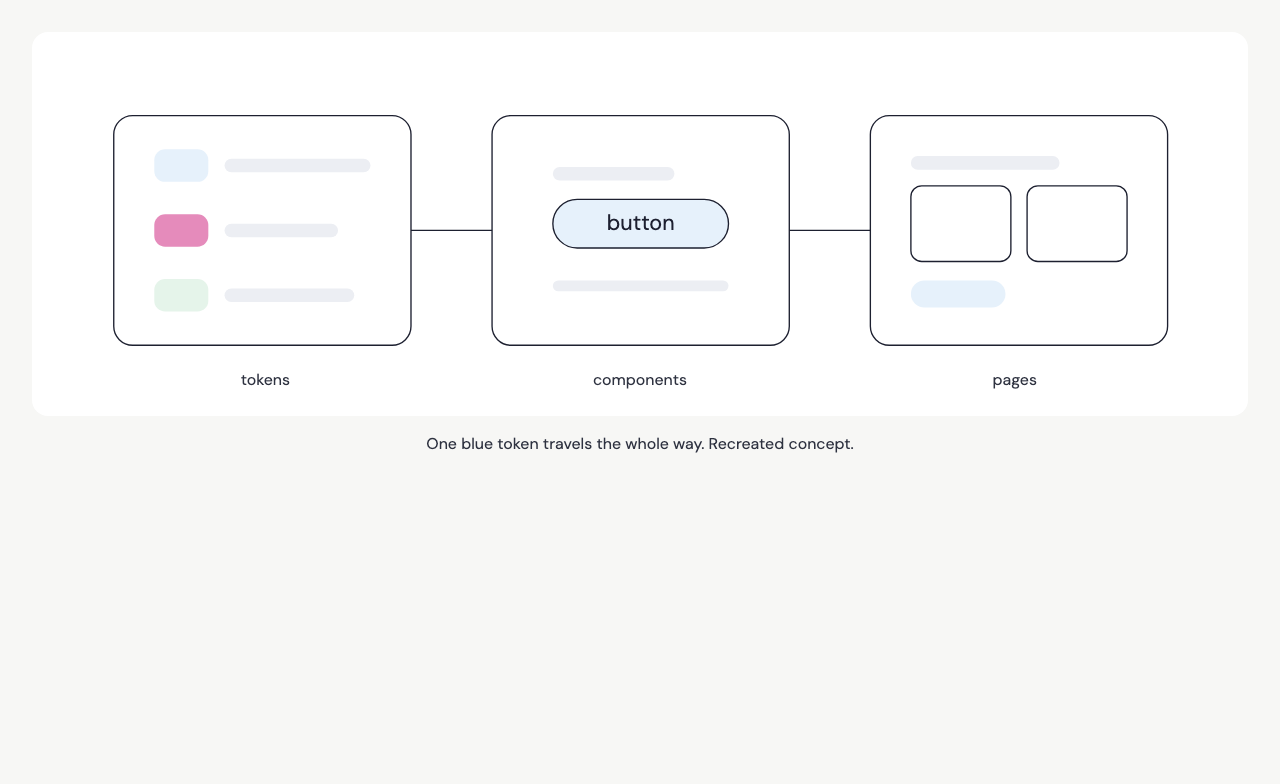 button
tokens
components
pages
One blue token travels the whole way. Recreated concept.